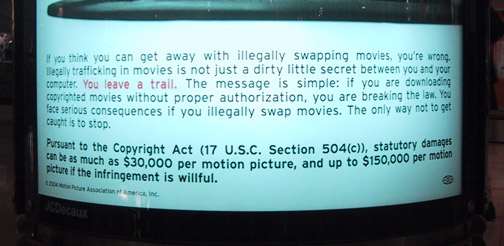 If you think you can get away with illegally swapping movies, you're wrong.
Illegally trafficking in movies is not just a dirty little secret between you and your
computer. You leave a trail. The message is simple: if you are downloading
copyrighted movies without proper authorization, you are breaking the law. You
face serious consequences if you illegally swap movies. The only way not to get
caught is to stop.
Pursuant to the Copyright Act (17 U.S.C. Section 504(c)), statutory damages
can be as much as $30,000 per motion picture, and up to $150,000 per motion
picture if the infringement is willful.
© 2004 Motion Picture Association of America, Inc.
JCDecaux